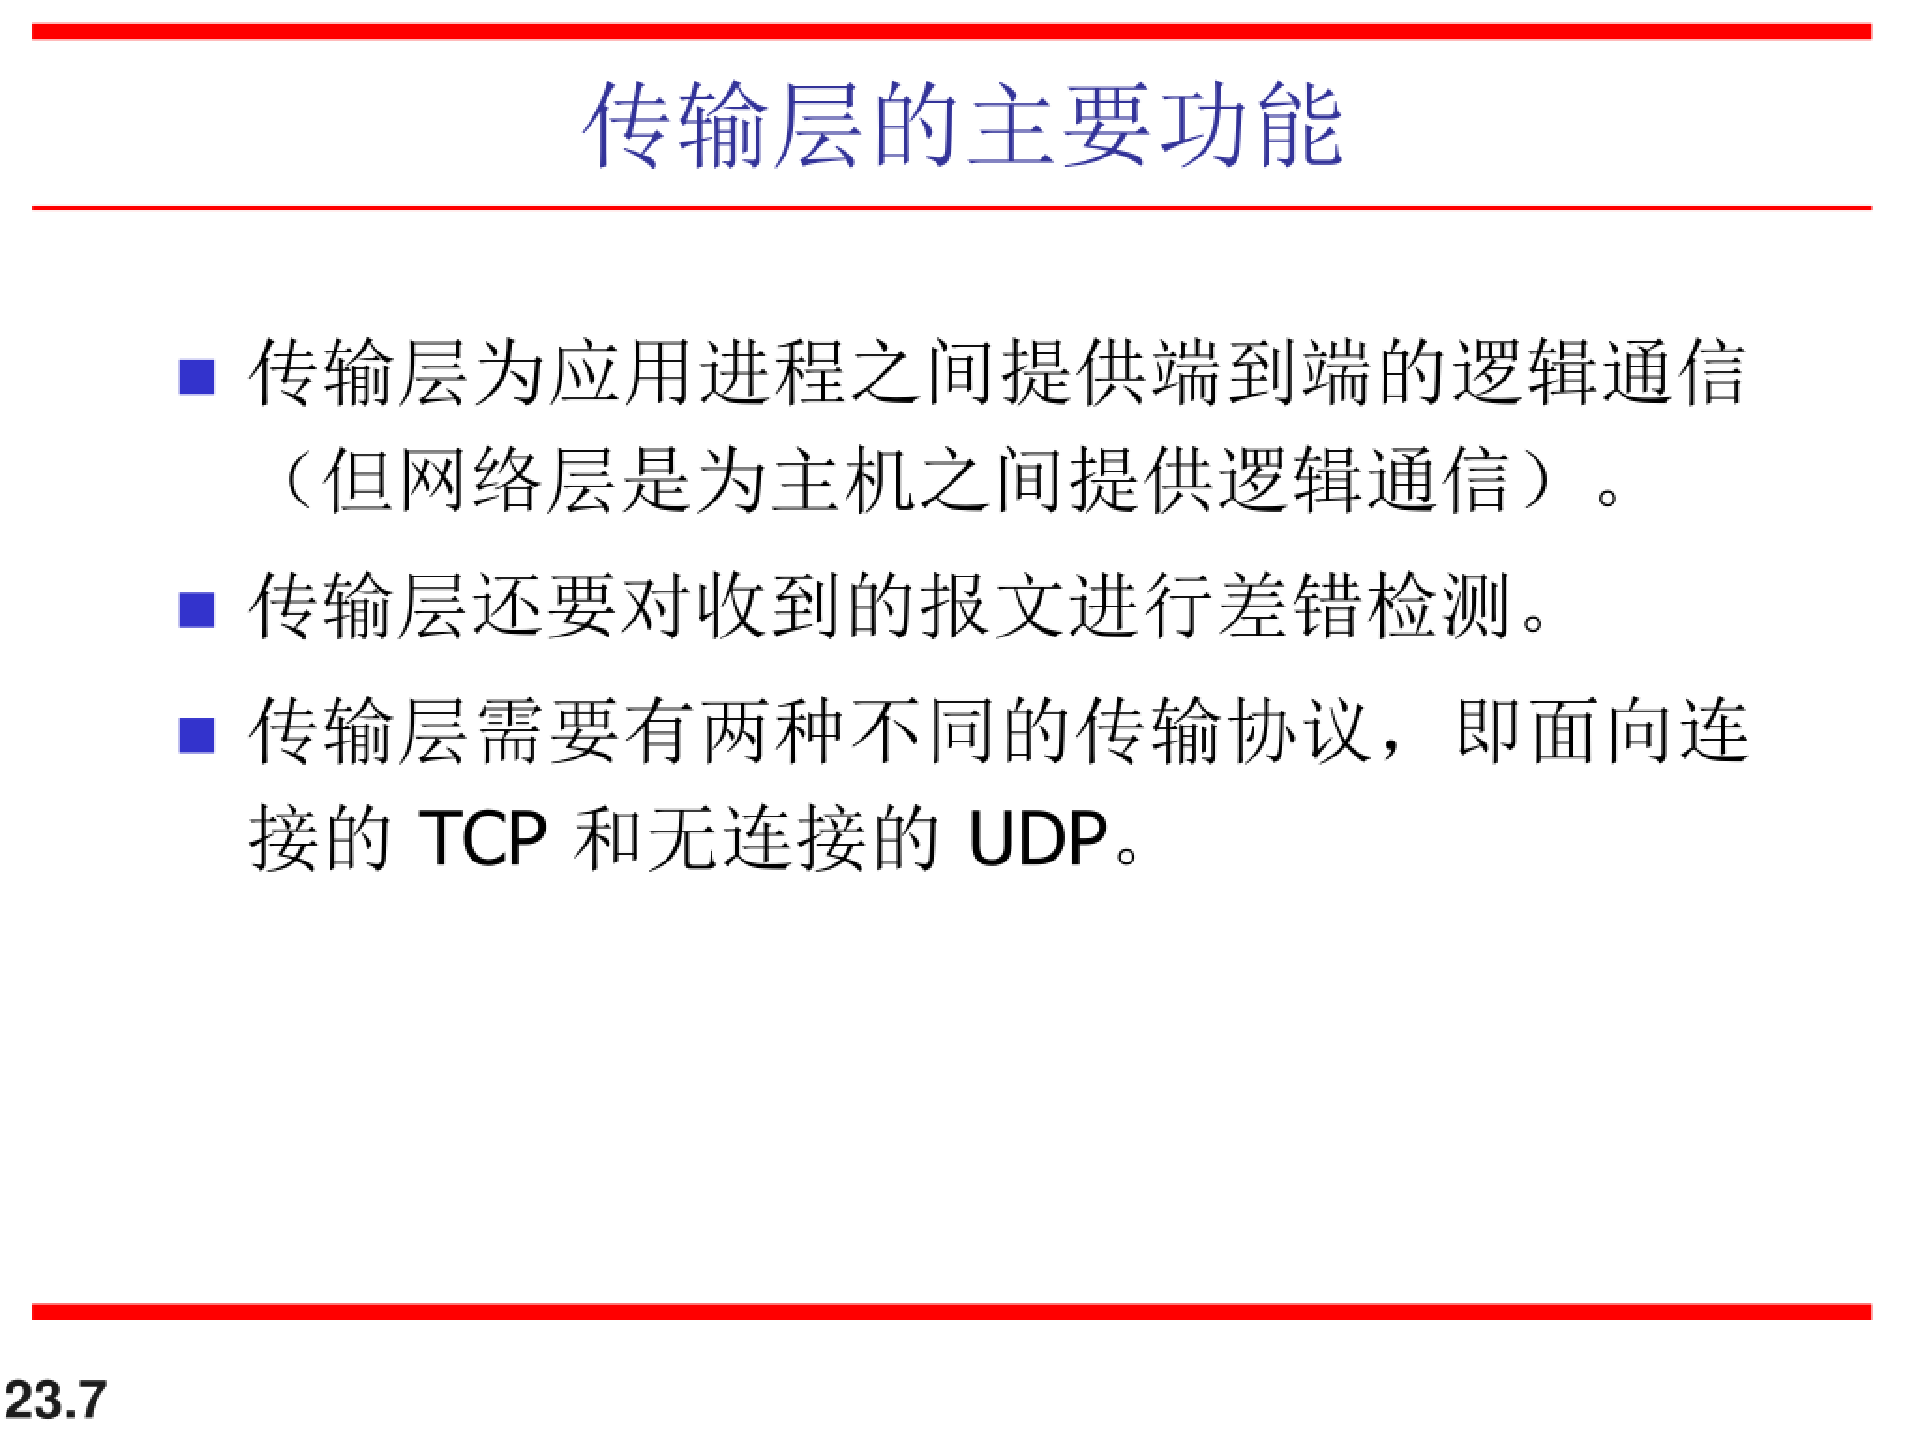 传输层的主要功能
传输层为应用进程之间提供端到端的逻辑通信
（但网络层是为主机之间提供逻辑通信）。
传输层还要对收到的报文进行差错检测。
传输层需要有两种不同的传输协议，即面向连
接的 TCP 和无连接的 UDP。
23.7